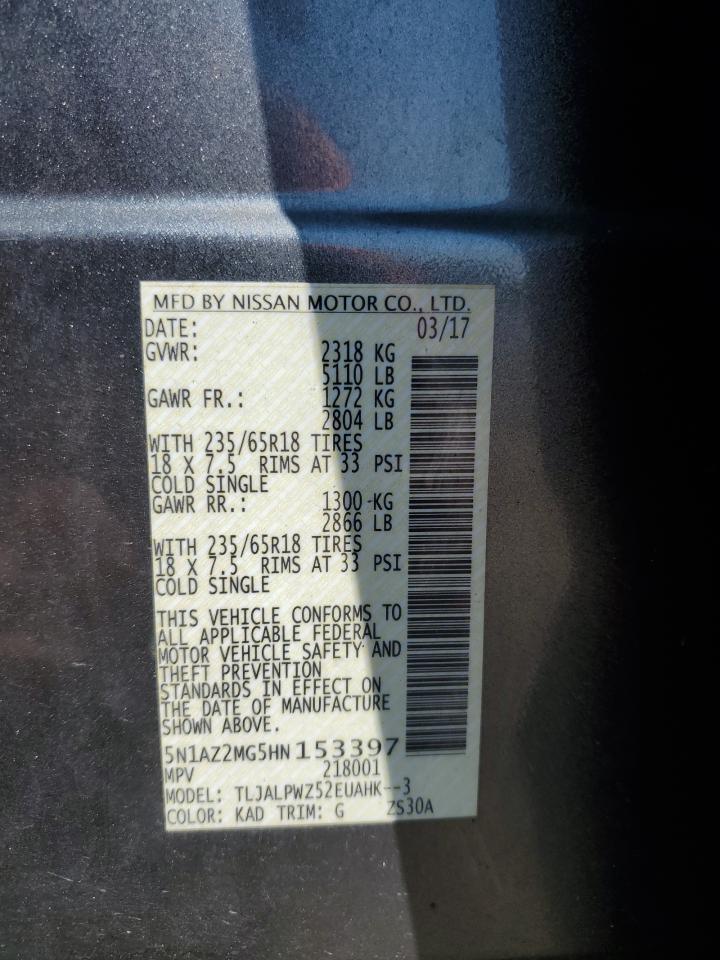 MFD BY NISSAN MOTOR CO., LTD.
DATE: 03/17
GVWR: 2318 KG
5110 LB
GAWR FR.: 1272 KG
2804 LB
WITH 235/65R18 TIRES
18 X 7.5 RIMS AT 33 PSI
COLD SINGLE
GAWR RR.: 1300 KG
2866 LB
WITH 235/65R18 TIRES
18 X 7.5 RIMS AT 33 PSI
COLD SINGLE
THIS VEHICLE CONFORMS TO
ALL APPLICABLE FEDERAL
MOTOR VEHICLE SAFETY AND
THEFT PREVENTION
STANDARDS IN EFFECT ON
THE DATE OF MANUFACTURE
SHOWN ABOVE.
5N1AZ2MG5HN153397
MPV 218001
MODEL: TLJALPWZ52EUAHK--3
COLOR: KAD TRIM: G ZS30A